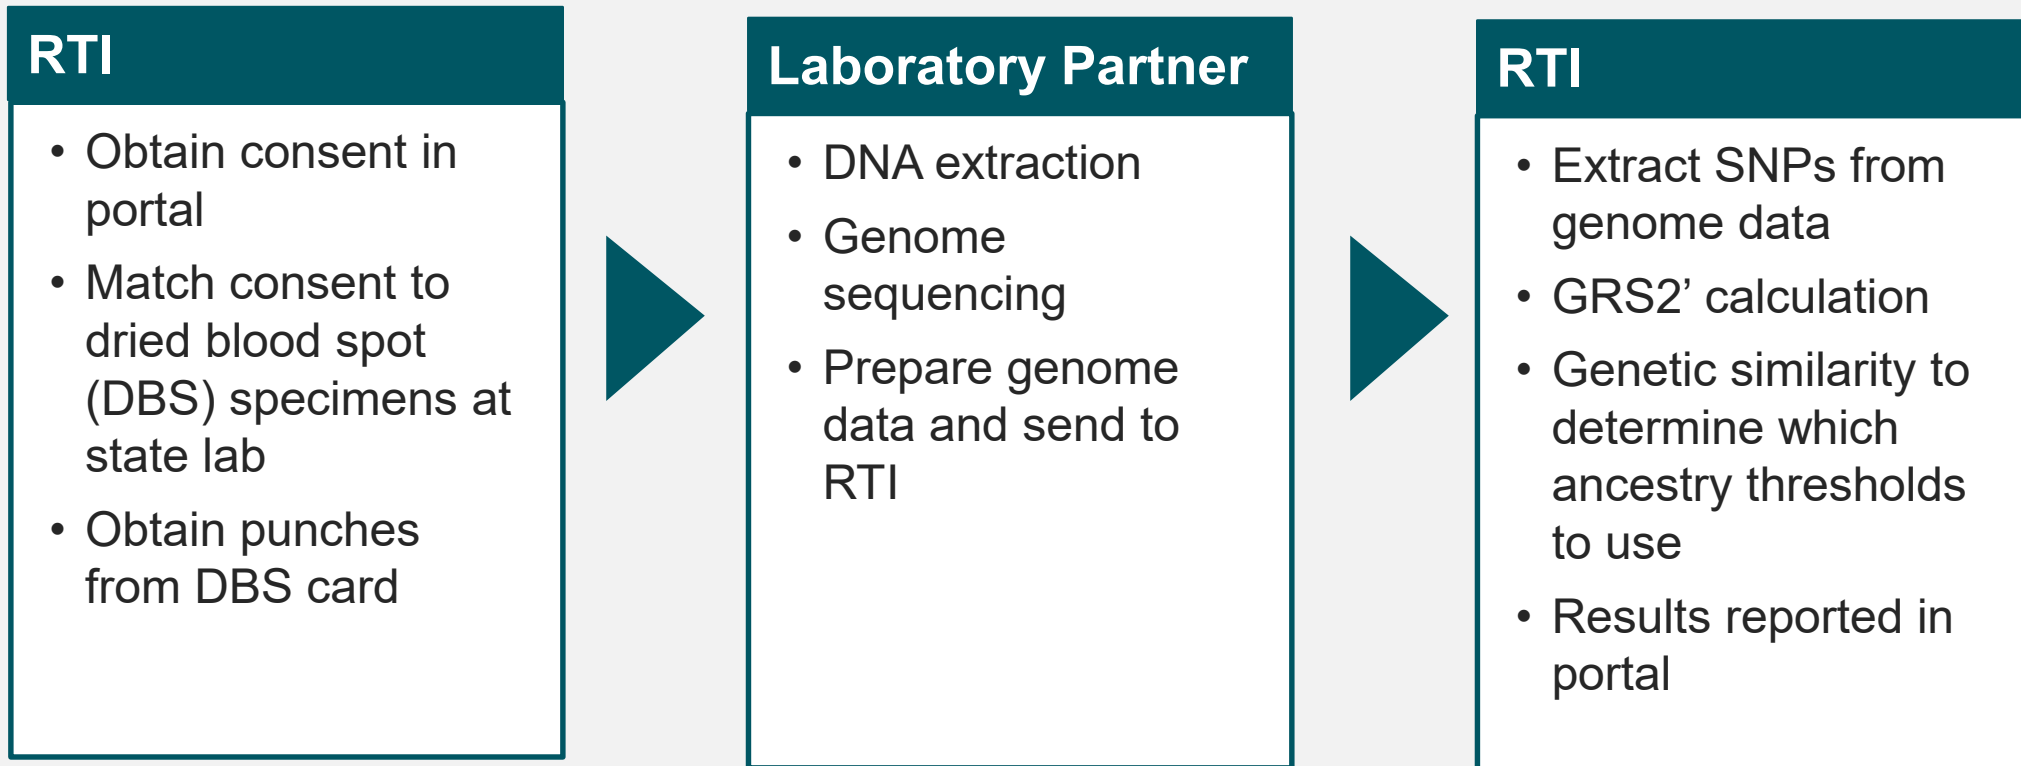 RTI
• Obtain consent in
portal
• Match consent to
dried blood spot
(DBS) specimens at
state lab
• Obtain punches
from DBS card
Laboratory Partner
• DNA extraction
• Genome
sequencing
• Prepare genome
data and send to
RTI
RTI
• Extract SNPs from
genome data
• GRS2’ calculation
• Genetic similarity to
determine which
ancestry thresholds
to use
• Results reported in
portal